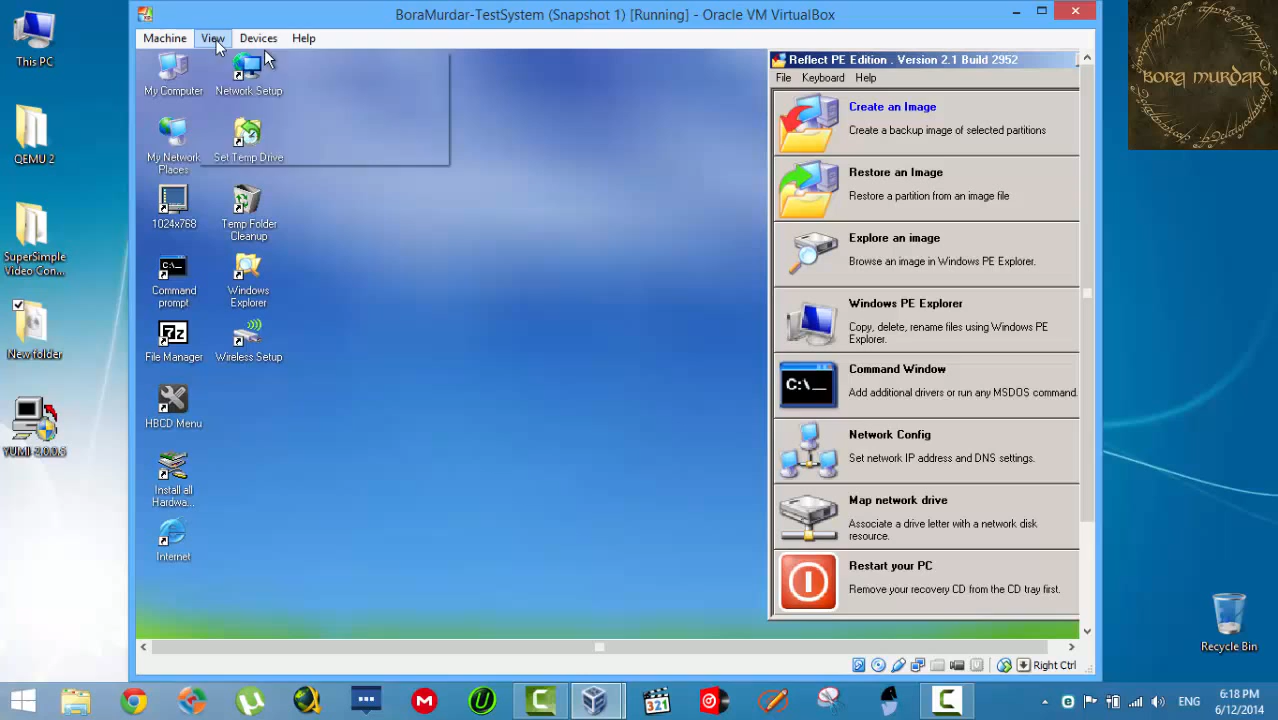 BoraMurdar-TestSystem (Snapshot 1) [Running] - Oracle VM VirtualBox
Machine View Devices Help
This PC
QEMU 2
SuperSimple
Video Con...
New folder
YUMI-2.0.0.6
My Computer
Network Setup
My Network
Places
Set Temp Drive
1024x768
Temp Folder
Cleanup
Command
prompt
Windows
Explorer
File Manager
Wireless Setup
HBCD Menu
Install all
Hardwa...
Internet
Reflect PE Edition . Version 2.1 Build 2952
File Keyboard Help
Create an Image
Create a backup image of selected partitions
Restore an Image
Restore a partition from an image file
Explore an image
Browse an image in Windows PE Explorer.
Windows PE Explorer
Copy, delete, rename files using Windows PE
Explorer.
C:\_
Command Window
Add additional drivers or run any MSDOS command.
Network Config
Set network IP address and DNS settings.
Map network drive
Associate a drive letter with a network disk
resource.
Restart your PC
Remove your recovery CD from the CD tray first.
Right Ctrl
BORA MURDAR
Recycle Bin
321
ENG
6:18 PM
6/12/2014